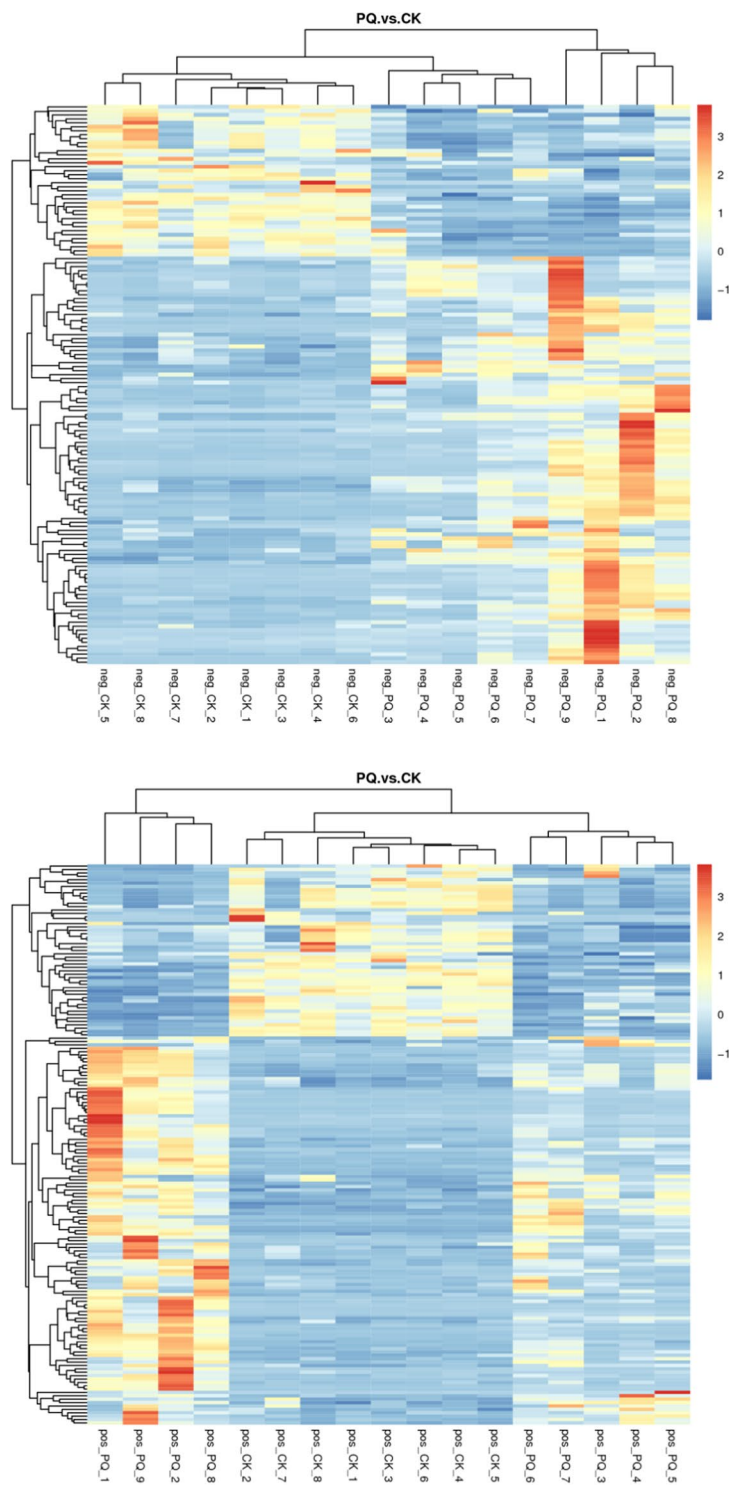 PQ.vs.CK
3
2
1
0
−1
neg_CK_5
neg_CK_8
neg_CK_7
neg_CK_2
neg_CK_1
neg_CK_3
neg_CK_4
neg_CK_6
neg_PQ_3
neg_PQ_4
neg_PQ_5
neg_PQ_6
neg_PQ_7
neg_PQ_9
neg_PQ_1
neg_PQ_2
neg_PQ_8
PQ.vs.CK
3
2
1
0
−1
pos_PQ_1
pos_PQ_9
pos_PQ_2
pos_PQ_8
pos_CK_2
pos_CK_7
pos_CK_8
pos_CK_1
pos_CK_3
pos_CK_6
pos_CK_4
pos_CK_5
pos_PQ_6
pos_PQ_7
pos_PQ_3
pos_PQ_4
pos_PQ_5